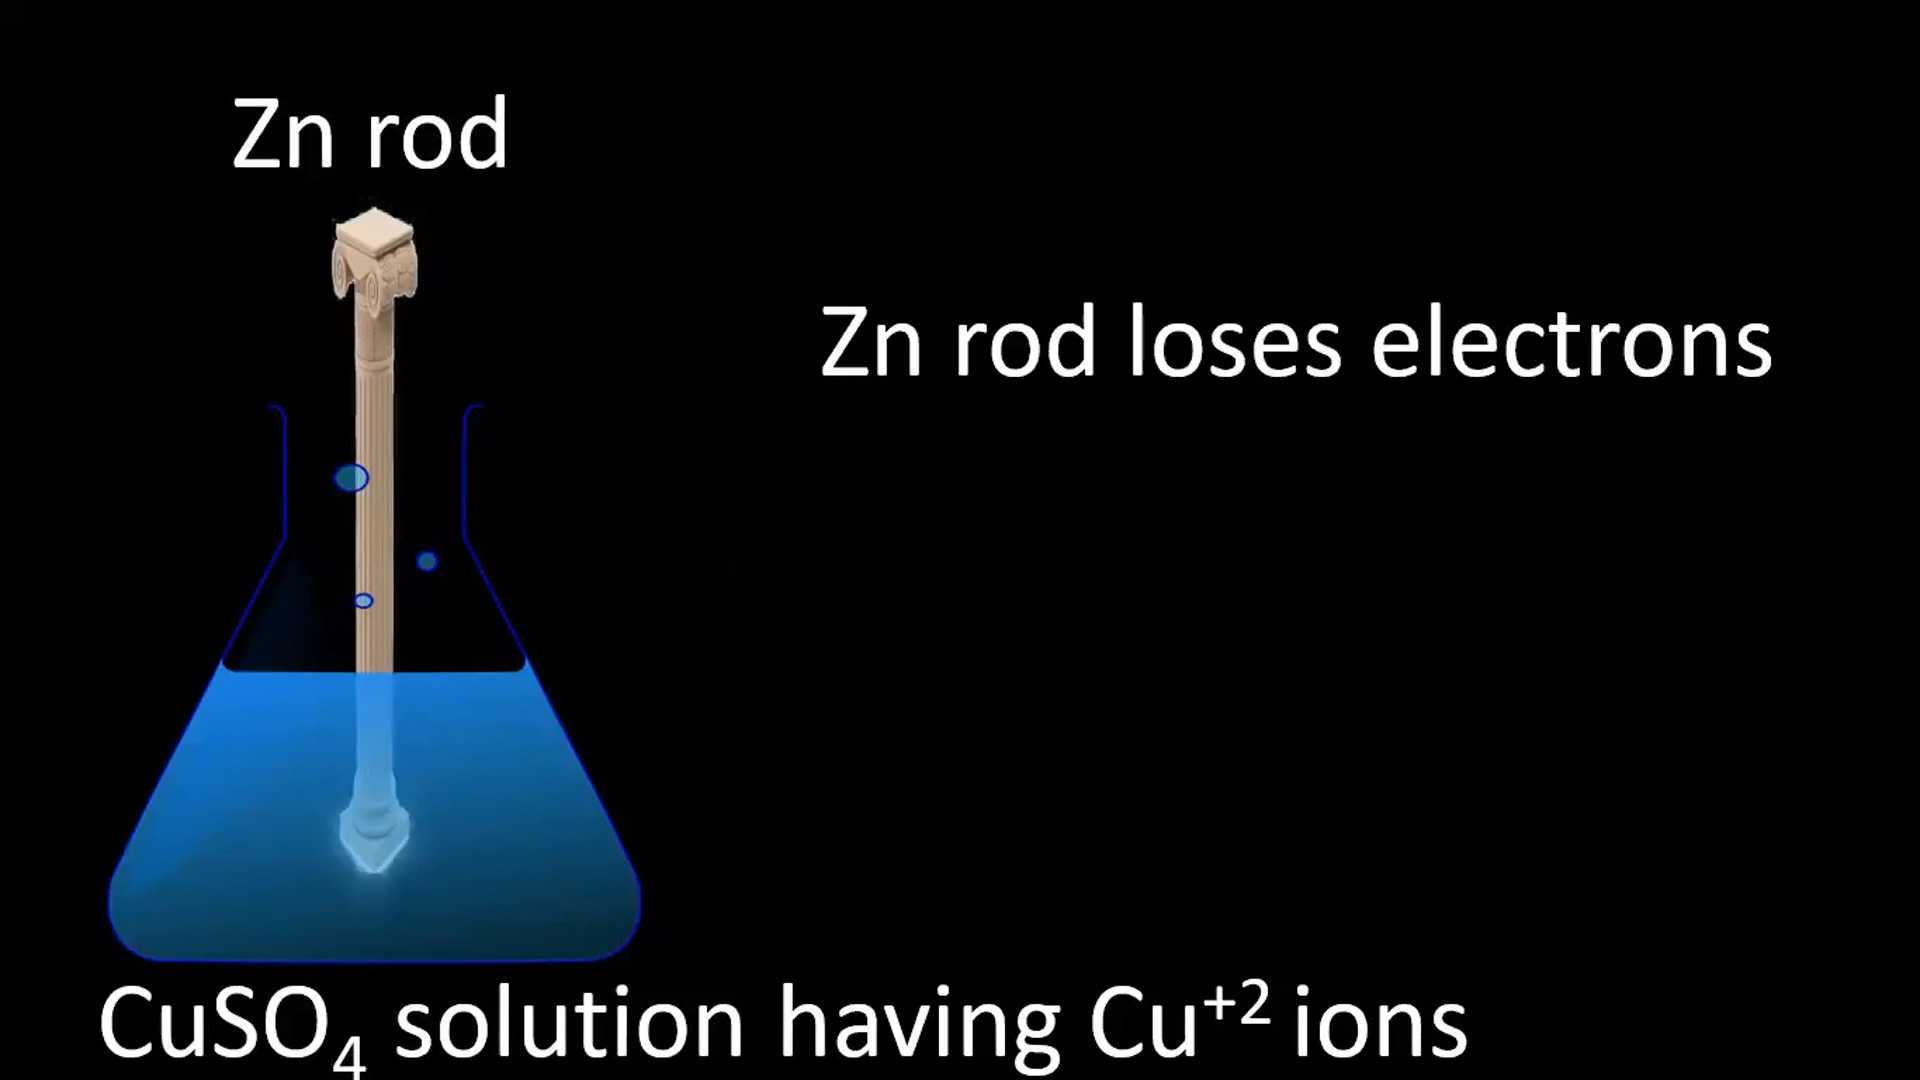 Zn rod
Zn rod loses electrons
CuSO₄ solution having Cu⁺² ions